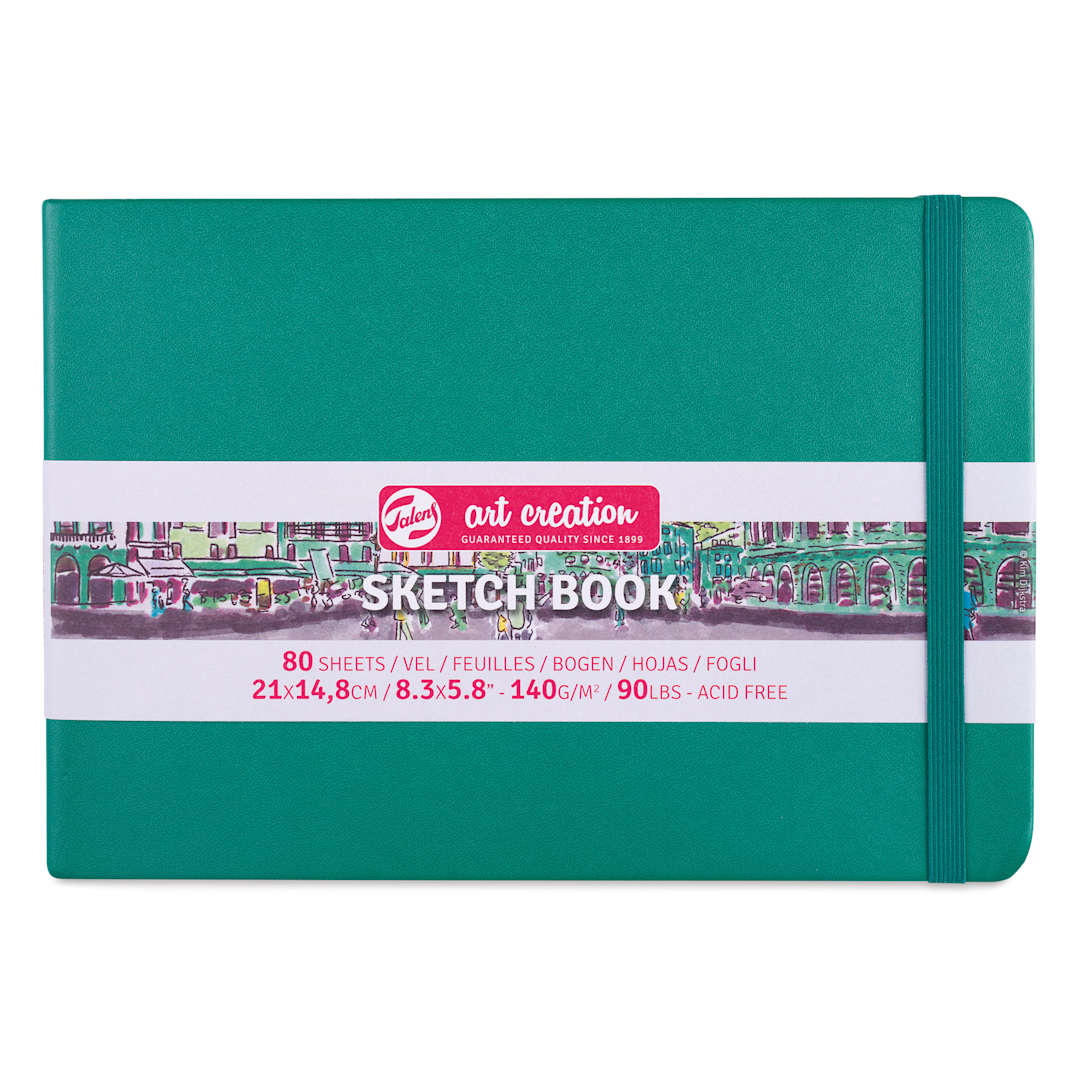 Talens
art creation
GUARANTEED QUALITY SINCE 1899
SKETCH BOOK
80 SHEETS / VEL / FEUILLES / BOGEN / HOJAS / FOGLI
21X14,8CM / 8.3X5.8" - 140G/M² / 90LBS - ACID FREE